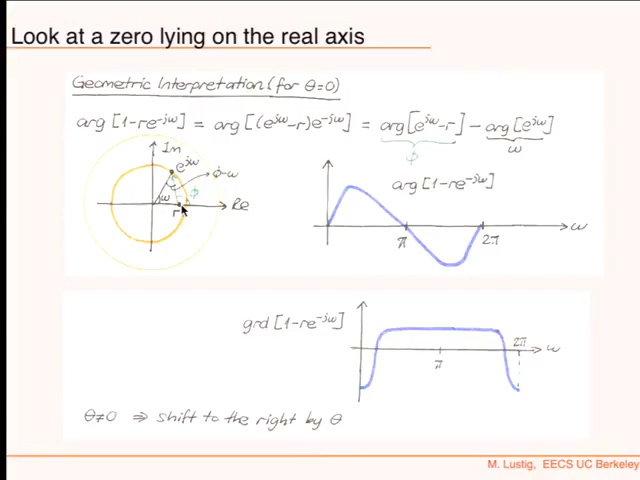 Look at a zero lying on the real axis
Geometric Interpretation (for θ=0)
arg [1-re^-jω] = arg[(e^jω-r)e^-jω] = arg[e^jω-r] - arg[e^jω]
ϕ
ω
Im
e^jω
ϕ-ω
ω
ϕ
r
Re
arg [1-re^-jω]
π
2π
ω
grd [1-re^-jω]
2π
ω
π
θ≠0 ⇒ shift to the right by θ
M. Lustig, EECS UC Berkeley